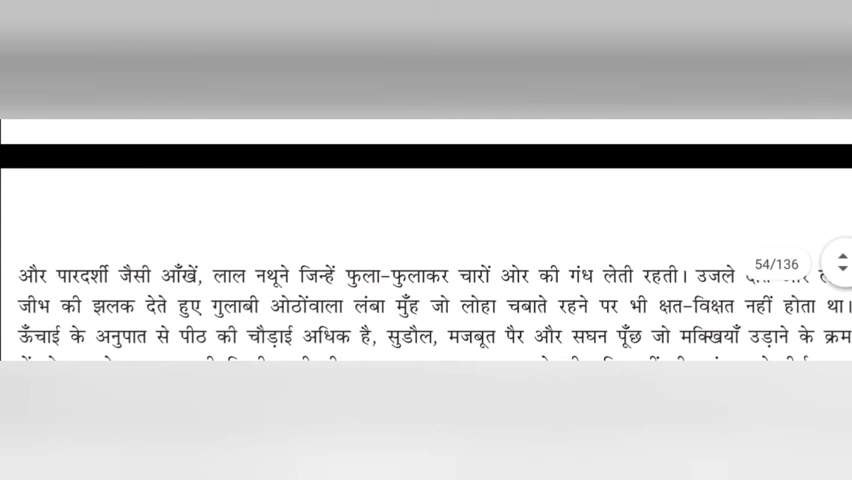 54/136
और पारदर्शी जैसी आँखें, लाल नथूने जिन्हें फुला-फुलाकर चारों ओर की गंध लेती रहती। उजले
जीभ की झलक देते हुए गुलाबी ओठोंवाला लंबा मुँह जो लोहा चबाते रहने पर भी क्षत-विक्षत नहीं होता था।
ऊँचाई के अनुपात से पीठ की चौड़ाई अधिक है, सुडौल, मजबूत पैर और सघन पूँछ जो मक्खियाँ उड़ाने के क्रम